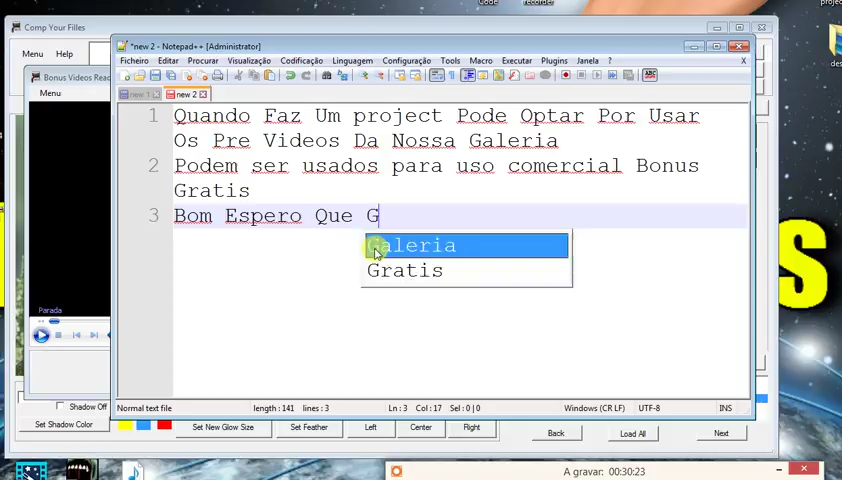 Code
recorder
projec
Comp Your Filles
Menu Help
des
Bonus Videos Read
Menu
Parada
Shadow Off
Set Shadow Color
*new 2 - Notepad++ [Administrator]
Ficheiro Editar Procurar Visualização Codificação Linguagem Configuração Tools Macro Executar Plugins Janela ? X
new 1 new 2
1 Quando Faz Um project Pode Optar Por Usar
Os Pre Videos Da Nossa Galeria
2 Podem ser usados para uso comercial Bonus
Gratis
3 Bom Espero Que G
Galeria
Gratis
Normal text file length : 141 lines : 3 Ln : 3 Col : 17 Sel : 0 | 0 Windows (CR LF) UTF-8 INS
Set New Glow Size Set Feather Left Center Right Back Load All Next
A gravar: 00:30:23
S